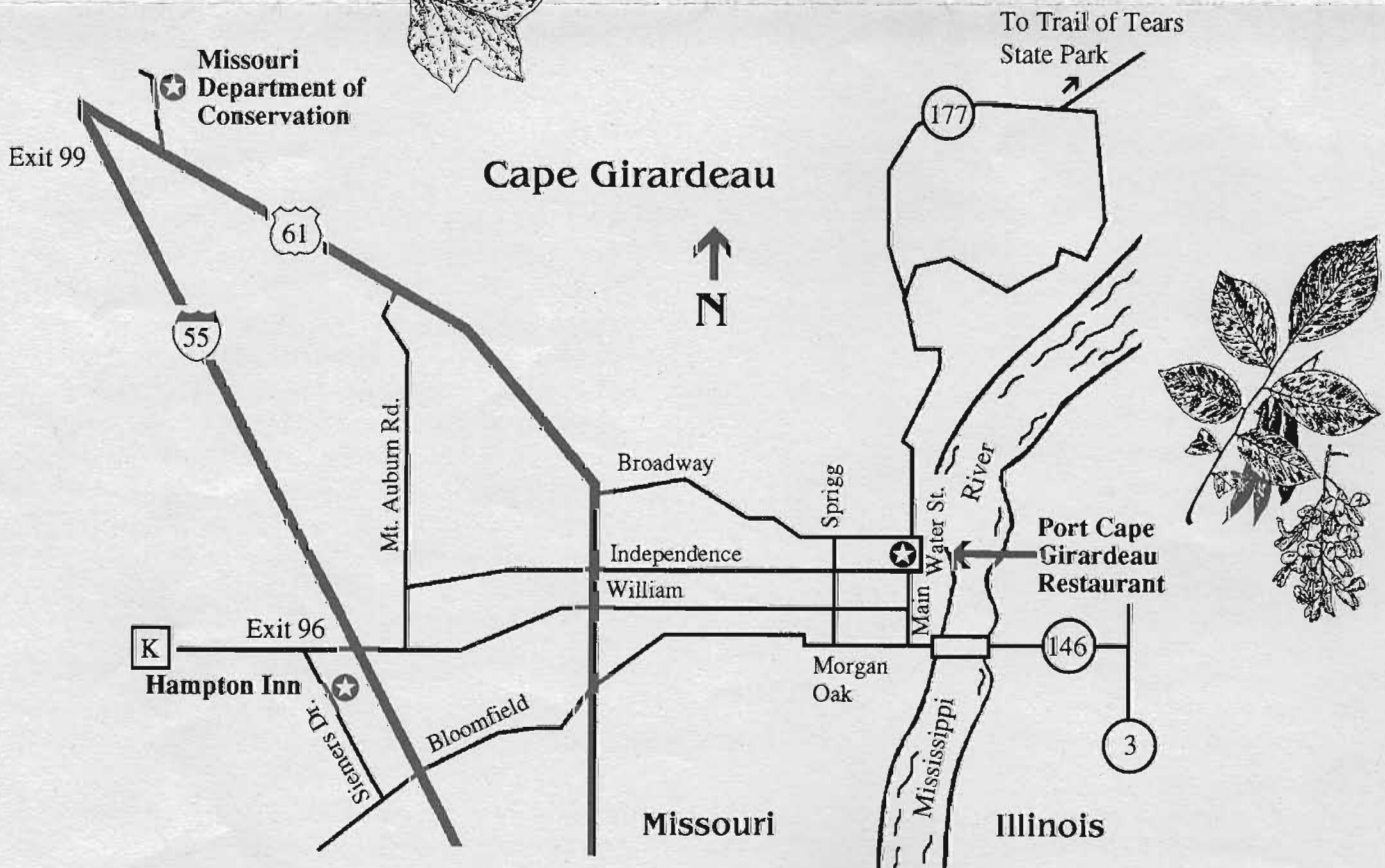 To Trail of Tears
State Park
Missouri
Department of
Conservation
177
Exit 99
Cape Girardeau
61
N
55
Mt. Auburn Rd.
Broadway
Sprigg
Water St.
River
Port Cape
Girardeau
Restaurant
Independence
William
Main
Exit 96
K
146
Hampton Inn
Morgan
Oak
Siemers Dr.
Bloomfield
3
Mississippi
Missouri
Illinois